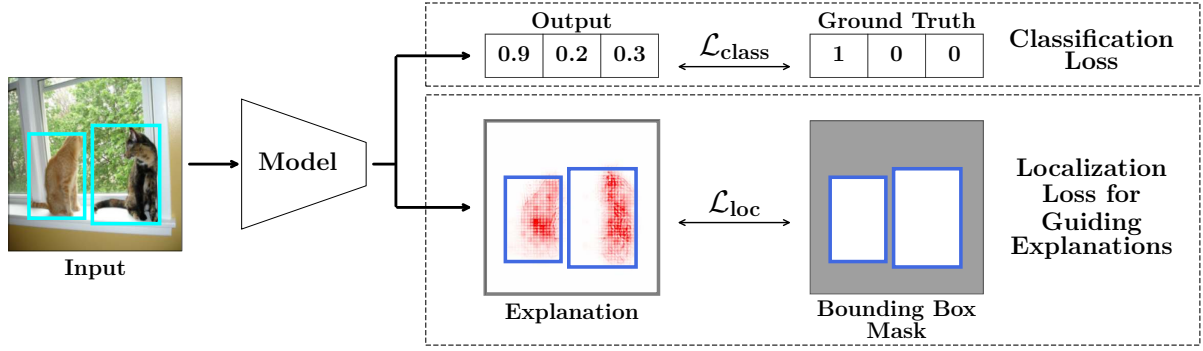 Output
Ground Truth
0.9 0.2 0.3
ℒclass
1 0 0
Classification
Loss
Model
Input
ℒloc
Localization
Loss for
Guiding
Explanations
Explanation
Bounding Box
Mask